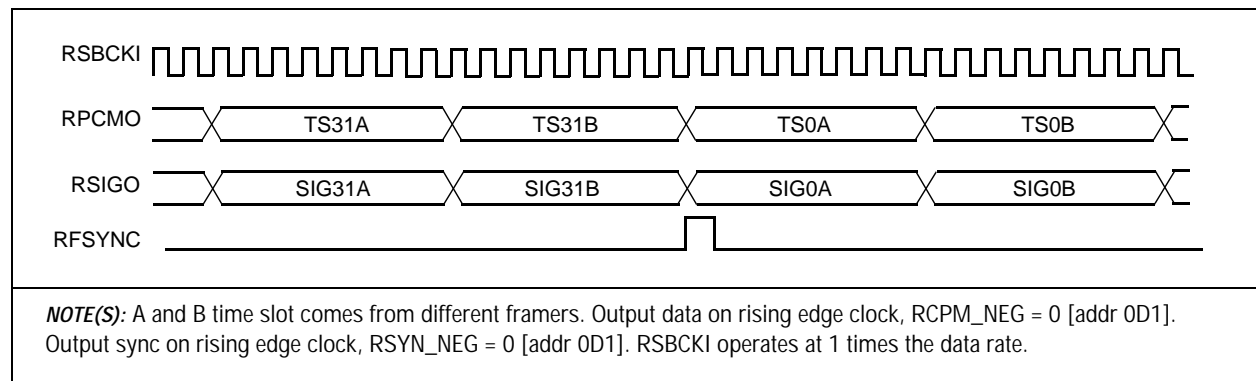 RSBCKI
RPCMO TS31A TS31B TS0A TS0B
RSIGO SIG31A SIG31B SIG0A SIG0B
RFSYNC
NOTE(S): A and B time slot comes from different framers. Output data on rising edge clock, RCPM_NEG = 0 [addr 0D1].
Output sync on rising edge clock, RSYN_NEG = 0 [addr 0D1]. RSBCKI operates at 1 times the data rate.